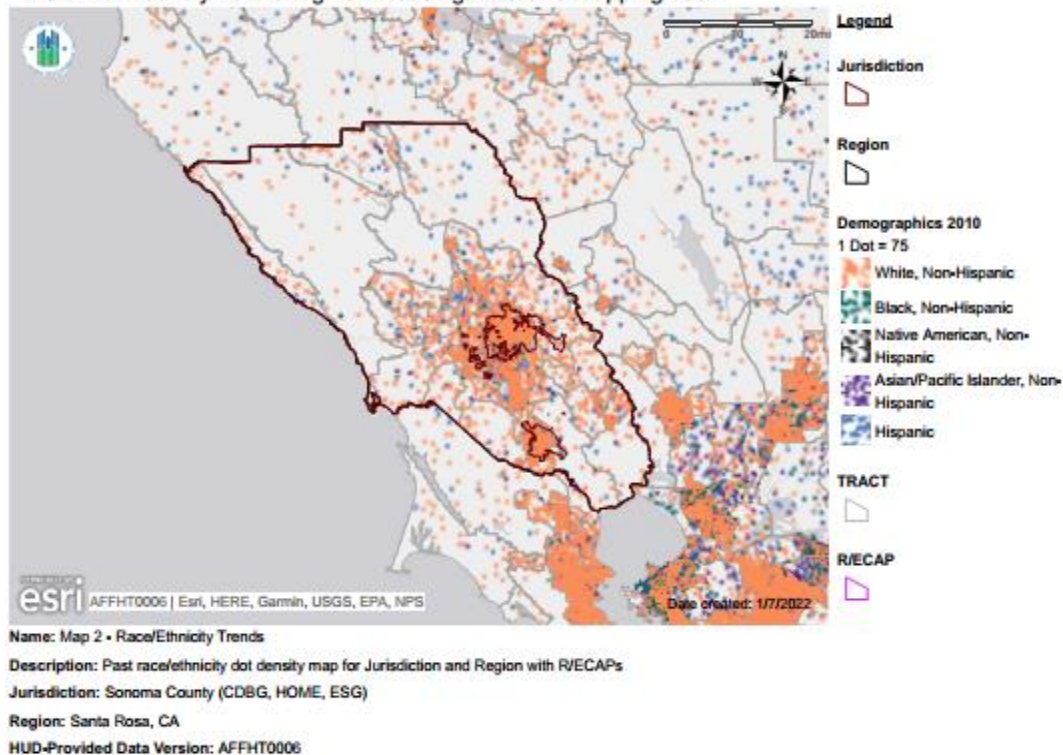 0 20mi
N
W E
S
Legend
Jurisdiction
Region
Demographics 2010
1 Dot = 75
White, Non-Hispanic
Black, Non-Hispanic
Native American, Non-
Hispanic
Asian/Pacific Islander, Non-
Hispanic
Hispanic
TRACT
R/ECAP
esri
AFFHT0006 | Esri, HERE, Garmin, USGS, EPA, NPS
Date created: 1/7/2022
Name: Map 2 - Race/Ethnicity Trends
Description: Past race/ethnicity dot density map for Jurisdiction and Region with R/ECAPs
Jurisdiction: Sonoma County (CDBG, HOME, ESG)
Region: Santa Rosa, CA
HUD-Provided Data Version: AFFHT0006